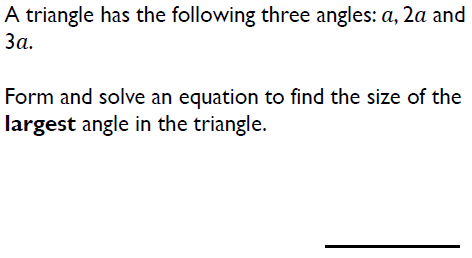 A triangle has the following three angles: a, 2a and
3a.
Form and solve an equation to find the size of the
largest angle in the triangle.